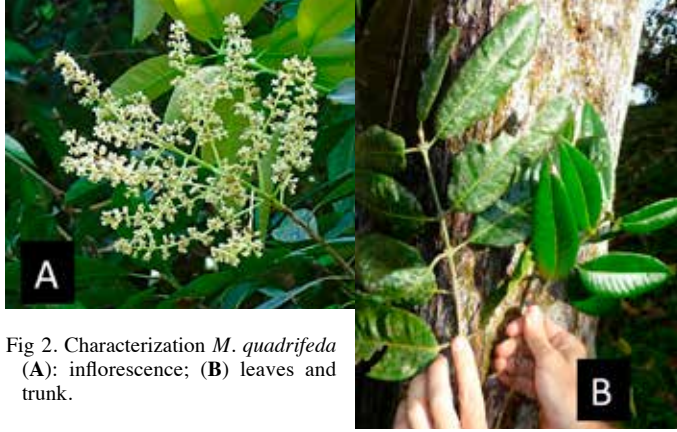 A
Fig 2. Characterization M. quadrifeda
(A): inflorescence; (B) leaves and
trunk.
B